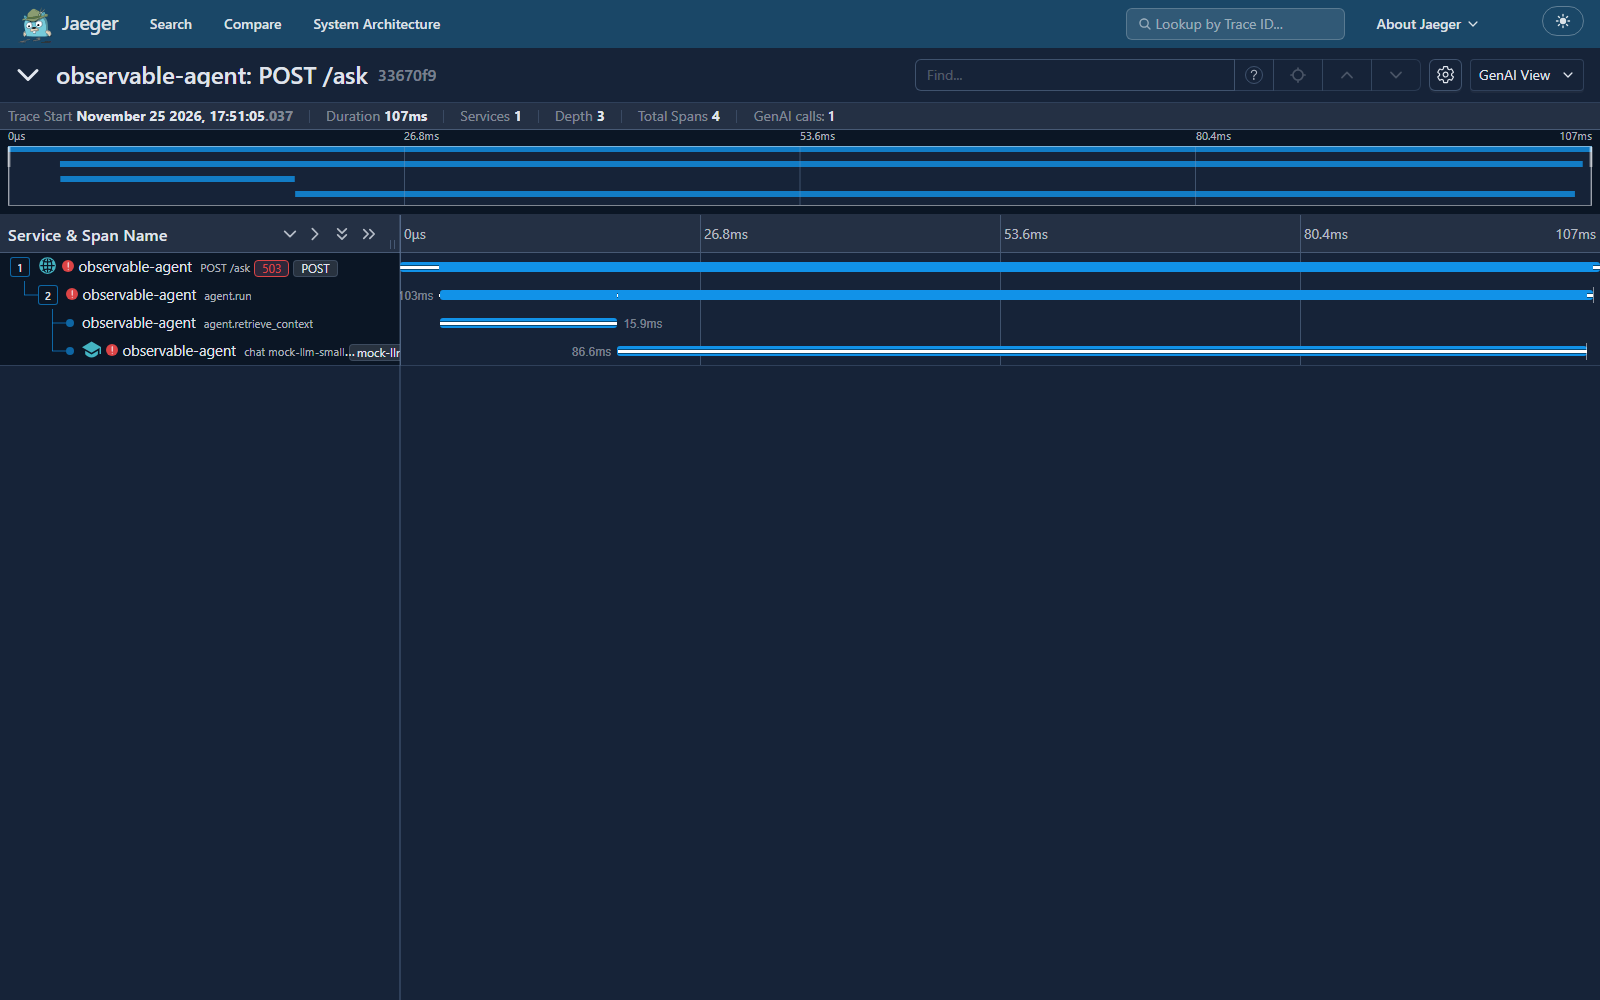 Jaeger Search Compare System Architecture Lookup by Trace ID... About Jaeger
observable-agent: POST /ask 33670f9 Find... ? GenAI View
Trace Start November 25 2026, 17:51:05.037 Duration 107ms Services 1 Depth 3 Total Spans 4 GenAI calls: 1
0μs 26.8ms 53.6ms 80.4ms 107ms
Service & Span Name 0μs 26.8ms 53.6ms 80.4ms 107ms
1 observable-agent POST /ask 503 POST
2 observable-agent agent.run 103ms
observable-agent agent.retrieve_context 15.9ms
observable-agent chat mock-llm-small... mock-llm 86.6ms